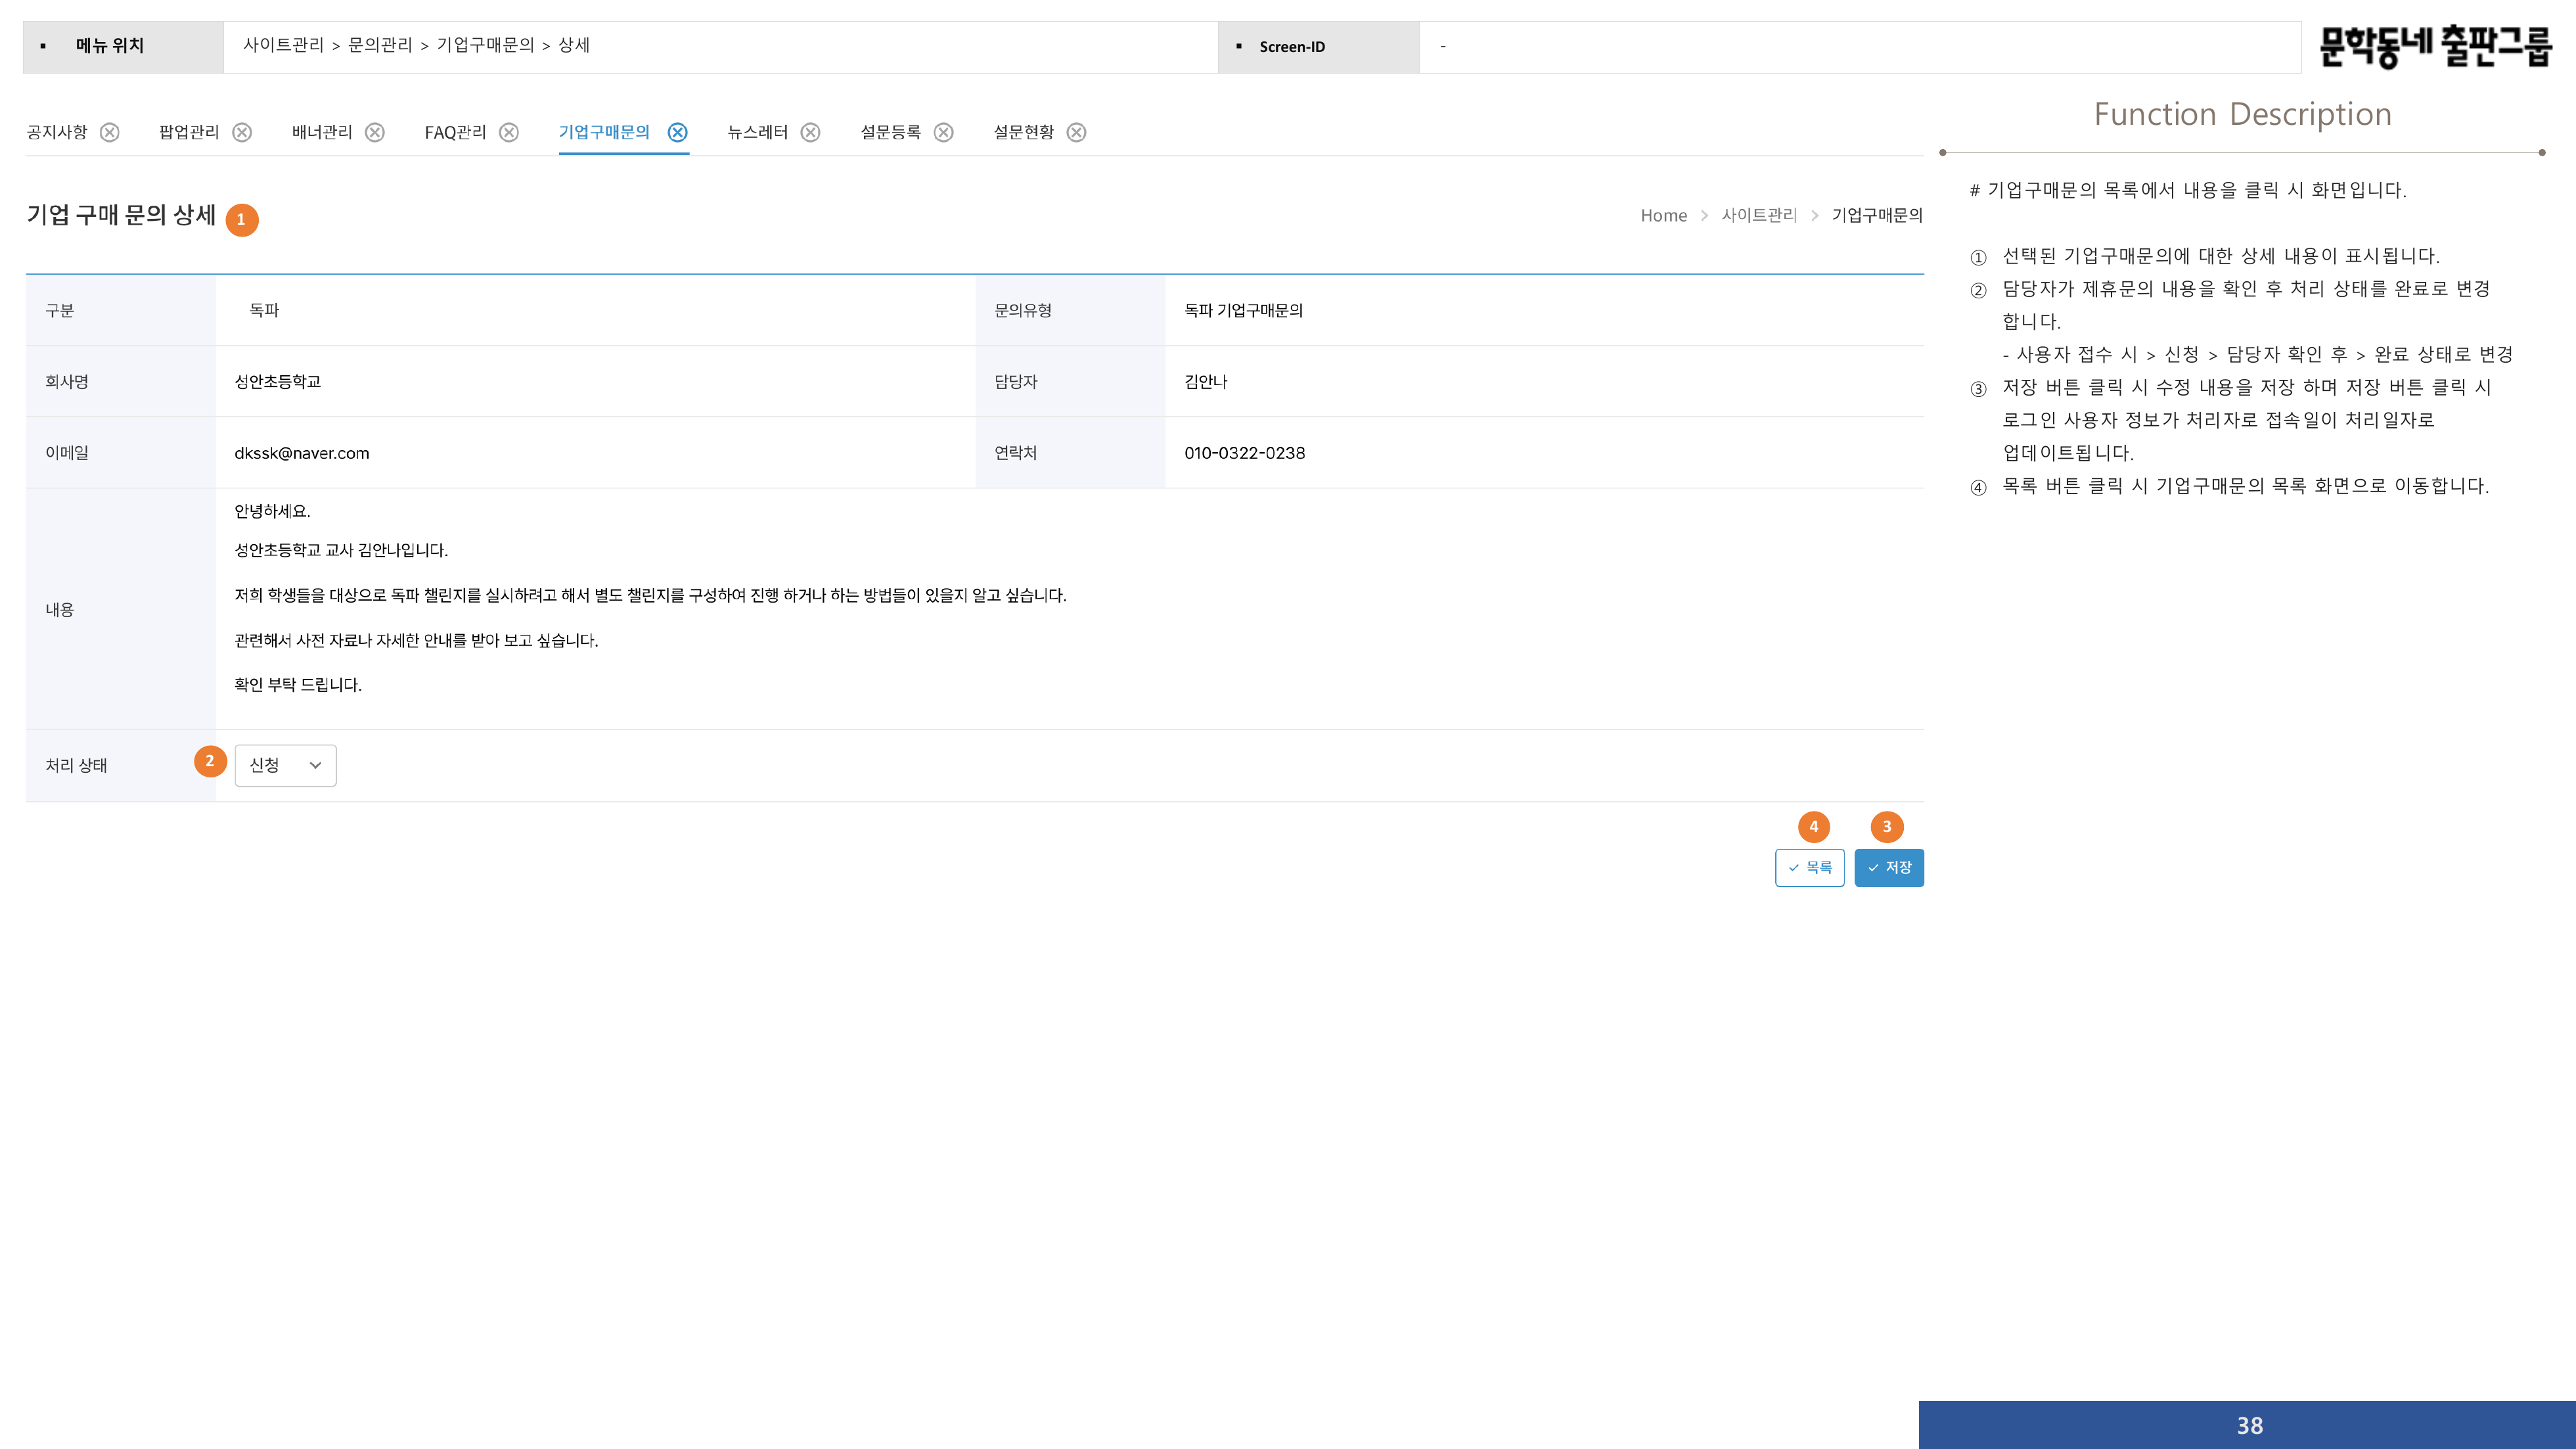 ▪ 메뉴 위치 사이트관리 > 문의관리 > 기업구매문의 > 상세 ▪ Screen-ID - 문학동네 출판그룹
공지사항 팝업관리 배너관리 FAQ관리 기업구매문의 뉴스레터 설문등록 설문현황
기업 구매 문의 상세 1 Home > 사이트관리 > 기업구매문의
구분 독파 문의유형 독파 기업구매문의
회사명 성안초등학교 담당자 김안나
이메일 dkssk@naver.com 연락처 010-0322-0238
내용
안녕하세요.
성안초등학교 교사 김안나입니다.
저희 학생들을 대상으로 독파 챌린지를 실시하려고 해서 별도 챌린지를 구성하여 진행 하거나 하는 방법들이 있을지 알고 싶습니다.
관련해서 사전 자료나 자세한 안내를 받아 보고 싶습니다.
확인 부탁 드립니다.
처리 상태 2 신청
4 3
목록 저장
Function Description
# 기업구매문의 목록에서 내용을 클릭 시 화면입니다.
① 선택된 기업구매문의에 대한 상세 내용이 표시됩니다.
② 담당자가 제휴문의 내용을 확인 후 처리 상태를 완료로 변경
합니다.
- 사용자 접수 시 > 신청 > 담당자 확인 후 > 완료 상태로 변경
③ 저장 버튼 클릭 시 수정 내용을 저장 하며 저장 버튼 클릭 시
로그인 사용자 정보가 처리자로 접속일이 처리일자로
업데이트됩니다.
④ 목록 버튼 클릭 시 기업구매문의 목록 화면으로 이동합니다.
38